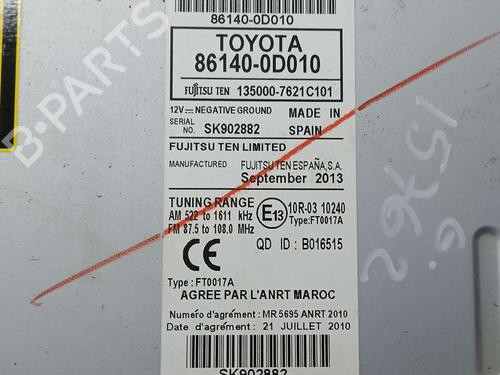 86140-0D010
TOYOTA
86140-0D010
FUJITSU TEN 135000-7621C101
12V NEGATIVE GROUND
MADE IN SPAIN
SERIAL NO. SK902882
FUJITSU TEN LIMITED
MANUFACTURED FUJITSU TEN ESPAÑA,S.A.
September 2013
TUNING RANGE
AM 522 to 1611 kHz
FM 87.5 to 108.0 MHz
E13
10R-03 10240
Type:FT0017A
QD ID : B016515
CE
Type : FT0017A
AGREE PAR L'ANRT MAROC
Numero d'agrément : MR 5695 ANRT 2010
Date d'agrément : 21 JUILLET 2010
SK902882
B-PARTS